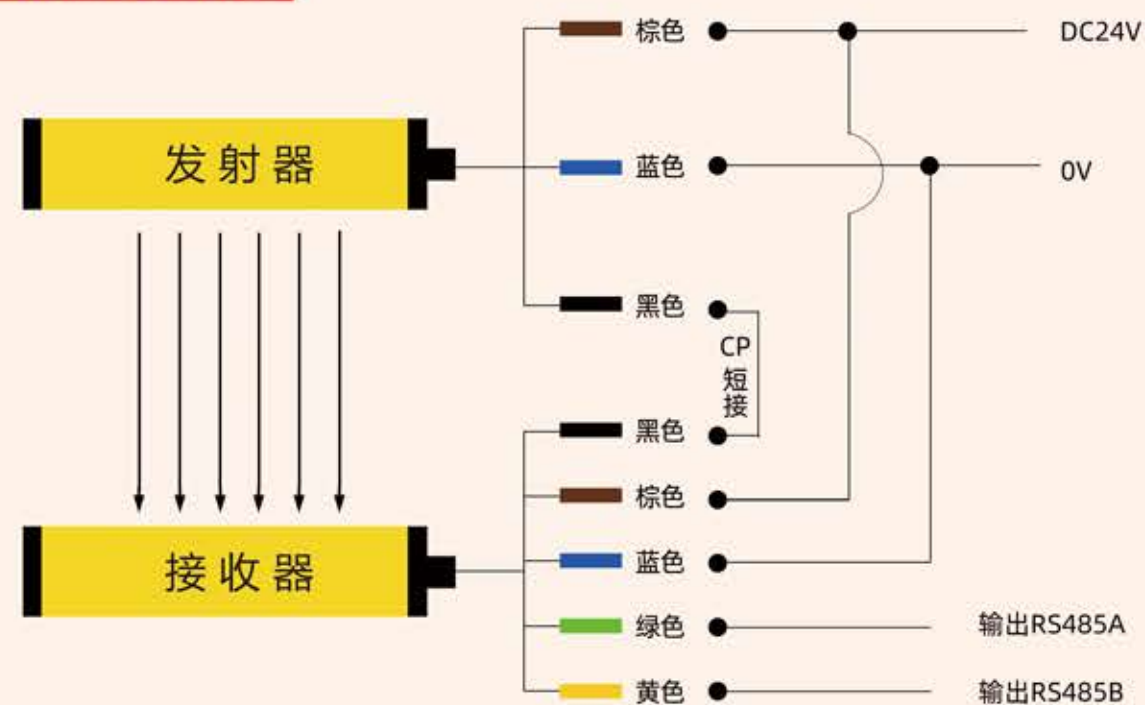 棕色 DC24V
发射器
蓝色 0V
黑色
CP
短
接
黑色
棕色
接收器
蓝色
绿色 输出RS485A
黄色 输出RS485B